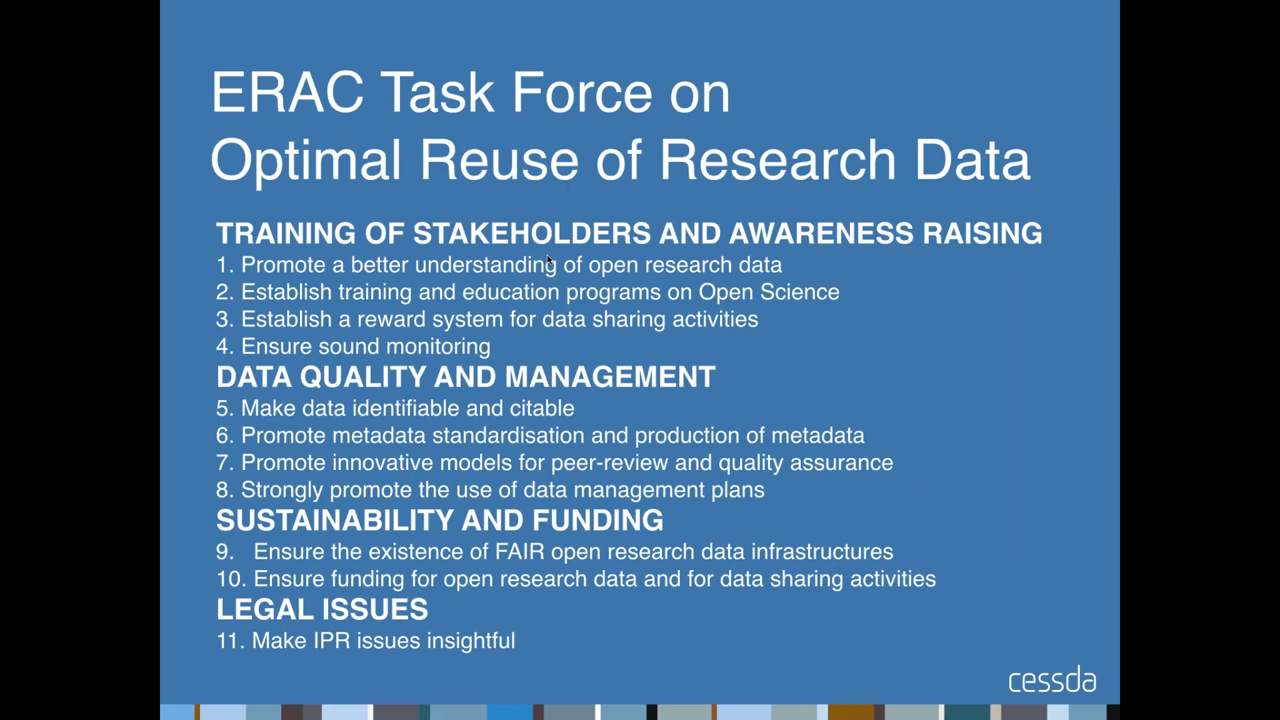 ERAC Task Force on
Optimal Reuse of Research Data
TRAINING OF STAKEHOLDERS AND AWARENESS RAISING
1. Promote a better understanding of open research data
2. Establish training and education programs on Open Science
3. Establish a reward system for data sharing activities
4. Ensure sound monitoring
DATA QUALITY AND MANAGEMENT
5. Make data identifiable and citable
6. Promote metadata standardisation and production of metadata
7. Promote innovative models for peer-review and quality assurance
8. Strongly promote the use of data management plans
SUSTAINABILITY AND FUNDING
9. Ensure the existence of FAIR open research data infrastructures
10. Ensure funding for open research data and for data sharing activities
LEGAL ISSUES
11. Make IPR issues insightful
cessda